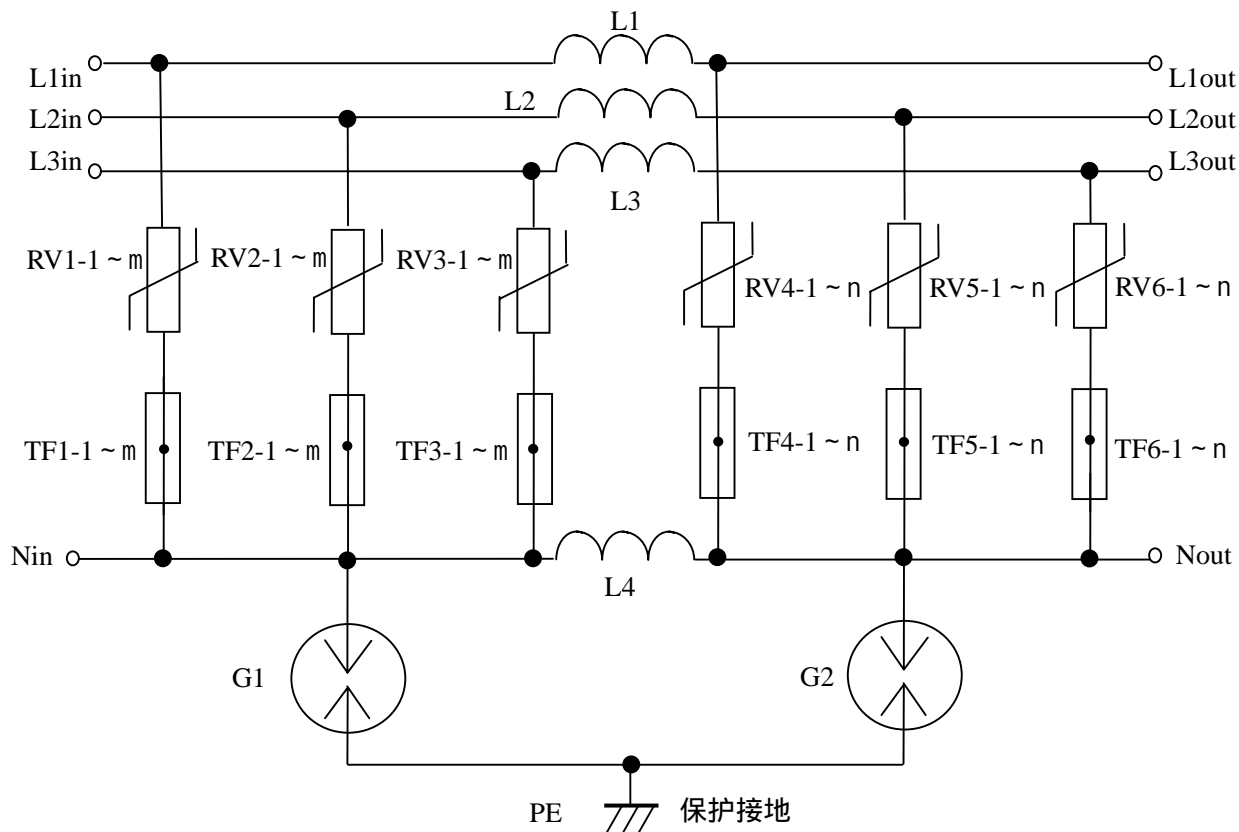 L1
L1in
L1out
L2in
L2
L2out
L3in
L3out
L3
RV1-1 ~ m
RV2-1 ~ m
RV3-1 ~ m
RV4-1 ~ n
RV5-1 ~ n
RV6-1 ~ n
TF1-1 ~ m
TF2-1 ~ m
TF3-1 ~ m
TF4-1 ~ n
TF5-1 ~ n
TF6-1 ~ n
Nin
L4
Nout
G1
G2
PE
保护接地